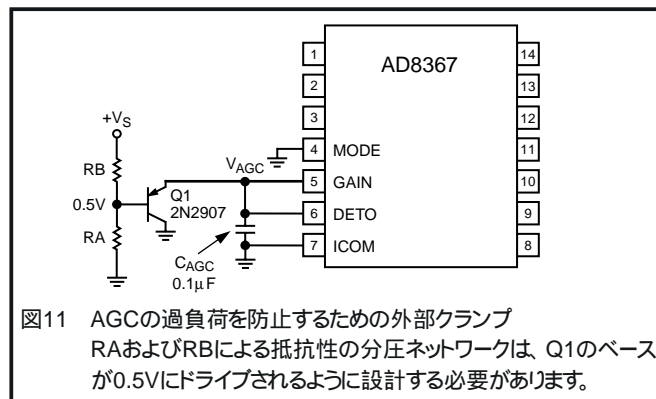 AD8367
1
2
3
4
5
6
7
14
13
12
11
10
9
8
MODE
GAIN
DETO
ICOM
+VS
RB
0.5V
RA
Q1
2N2907
VAGC
CAGC
0.1μF
図11 AGCの過負荷を防止するための外部クランプ
RAおよびRBによる抵抗性の分圧ネットワークは、Q1のベース
が0.5Vにドライブされるように設計する必要があります。